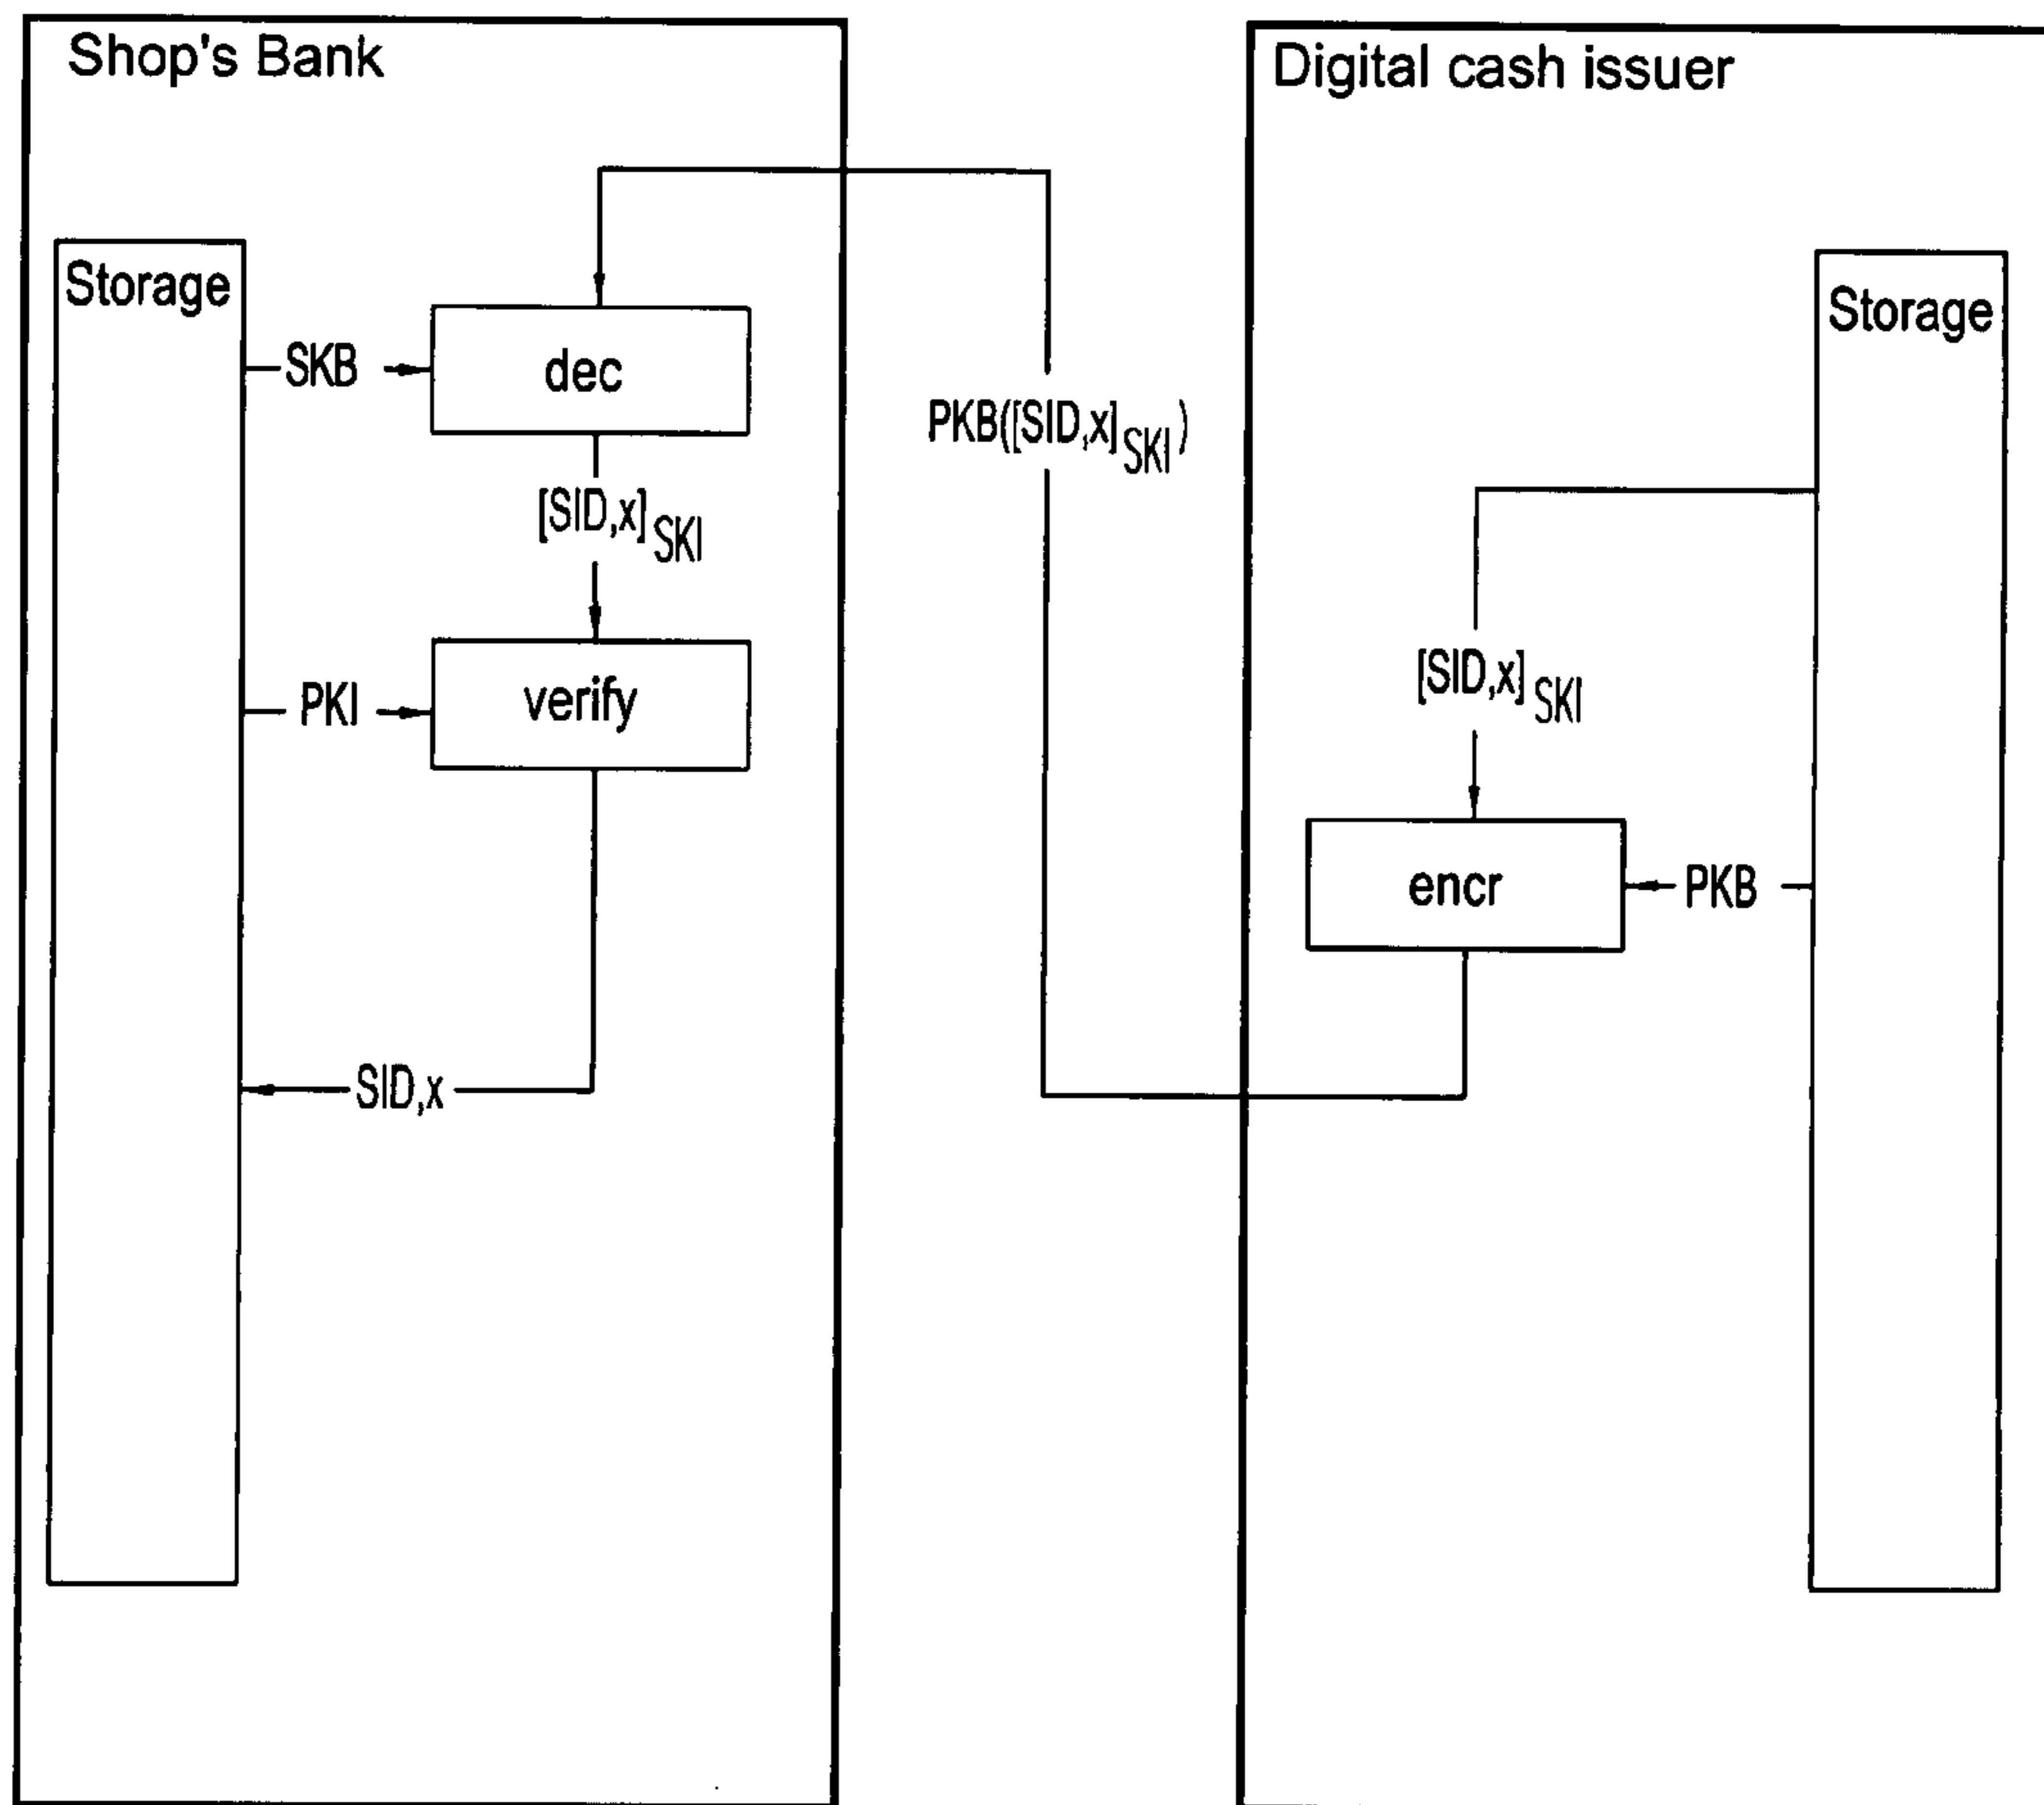 Shop's Bank
Storage
SKB
dec
[SID,x]SKI
PKI
verify
SID,x
PKB([SID,x]SKI)
Digital cash issuer
Storage
[SID,x]SKI
encr
PKB